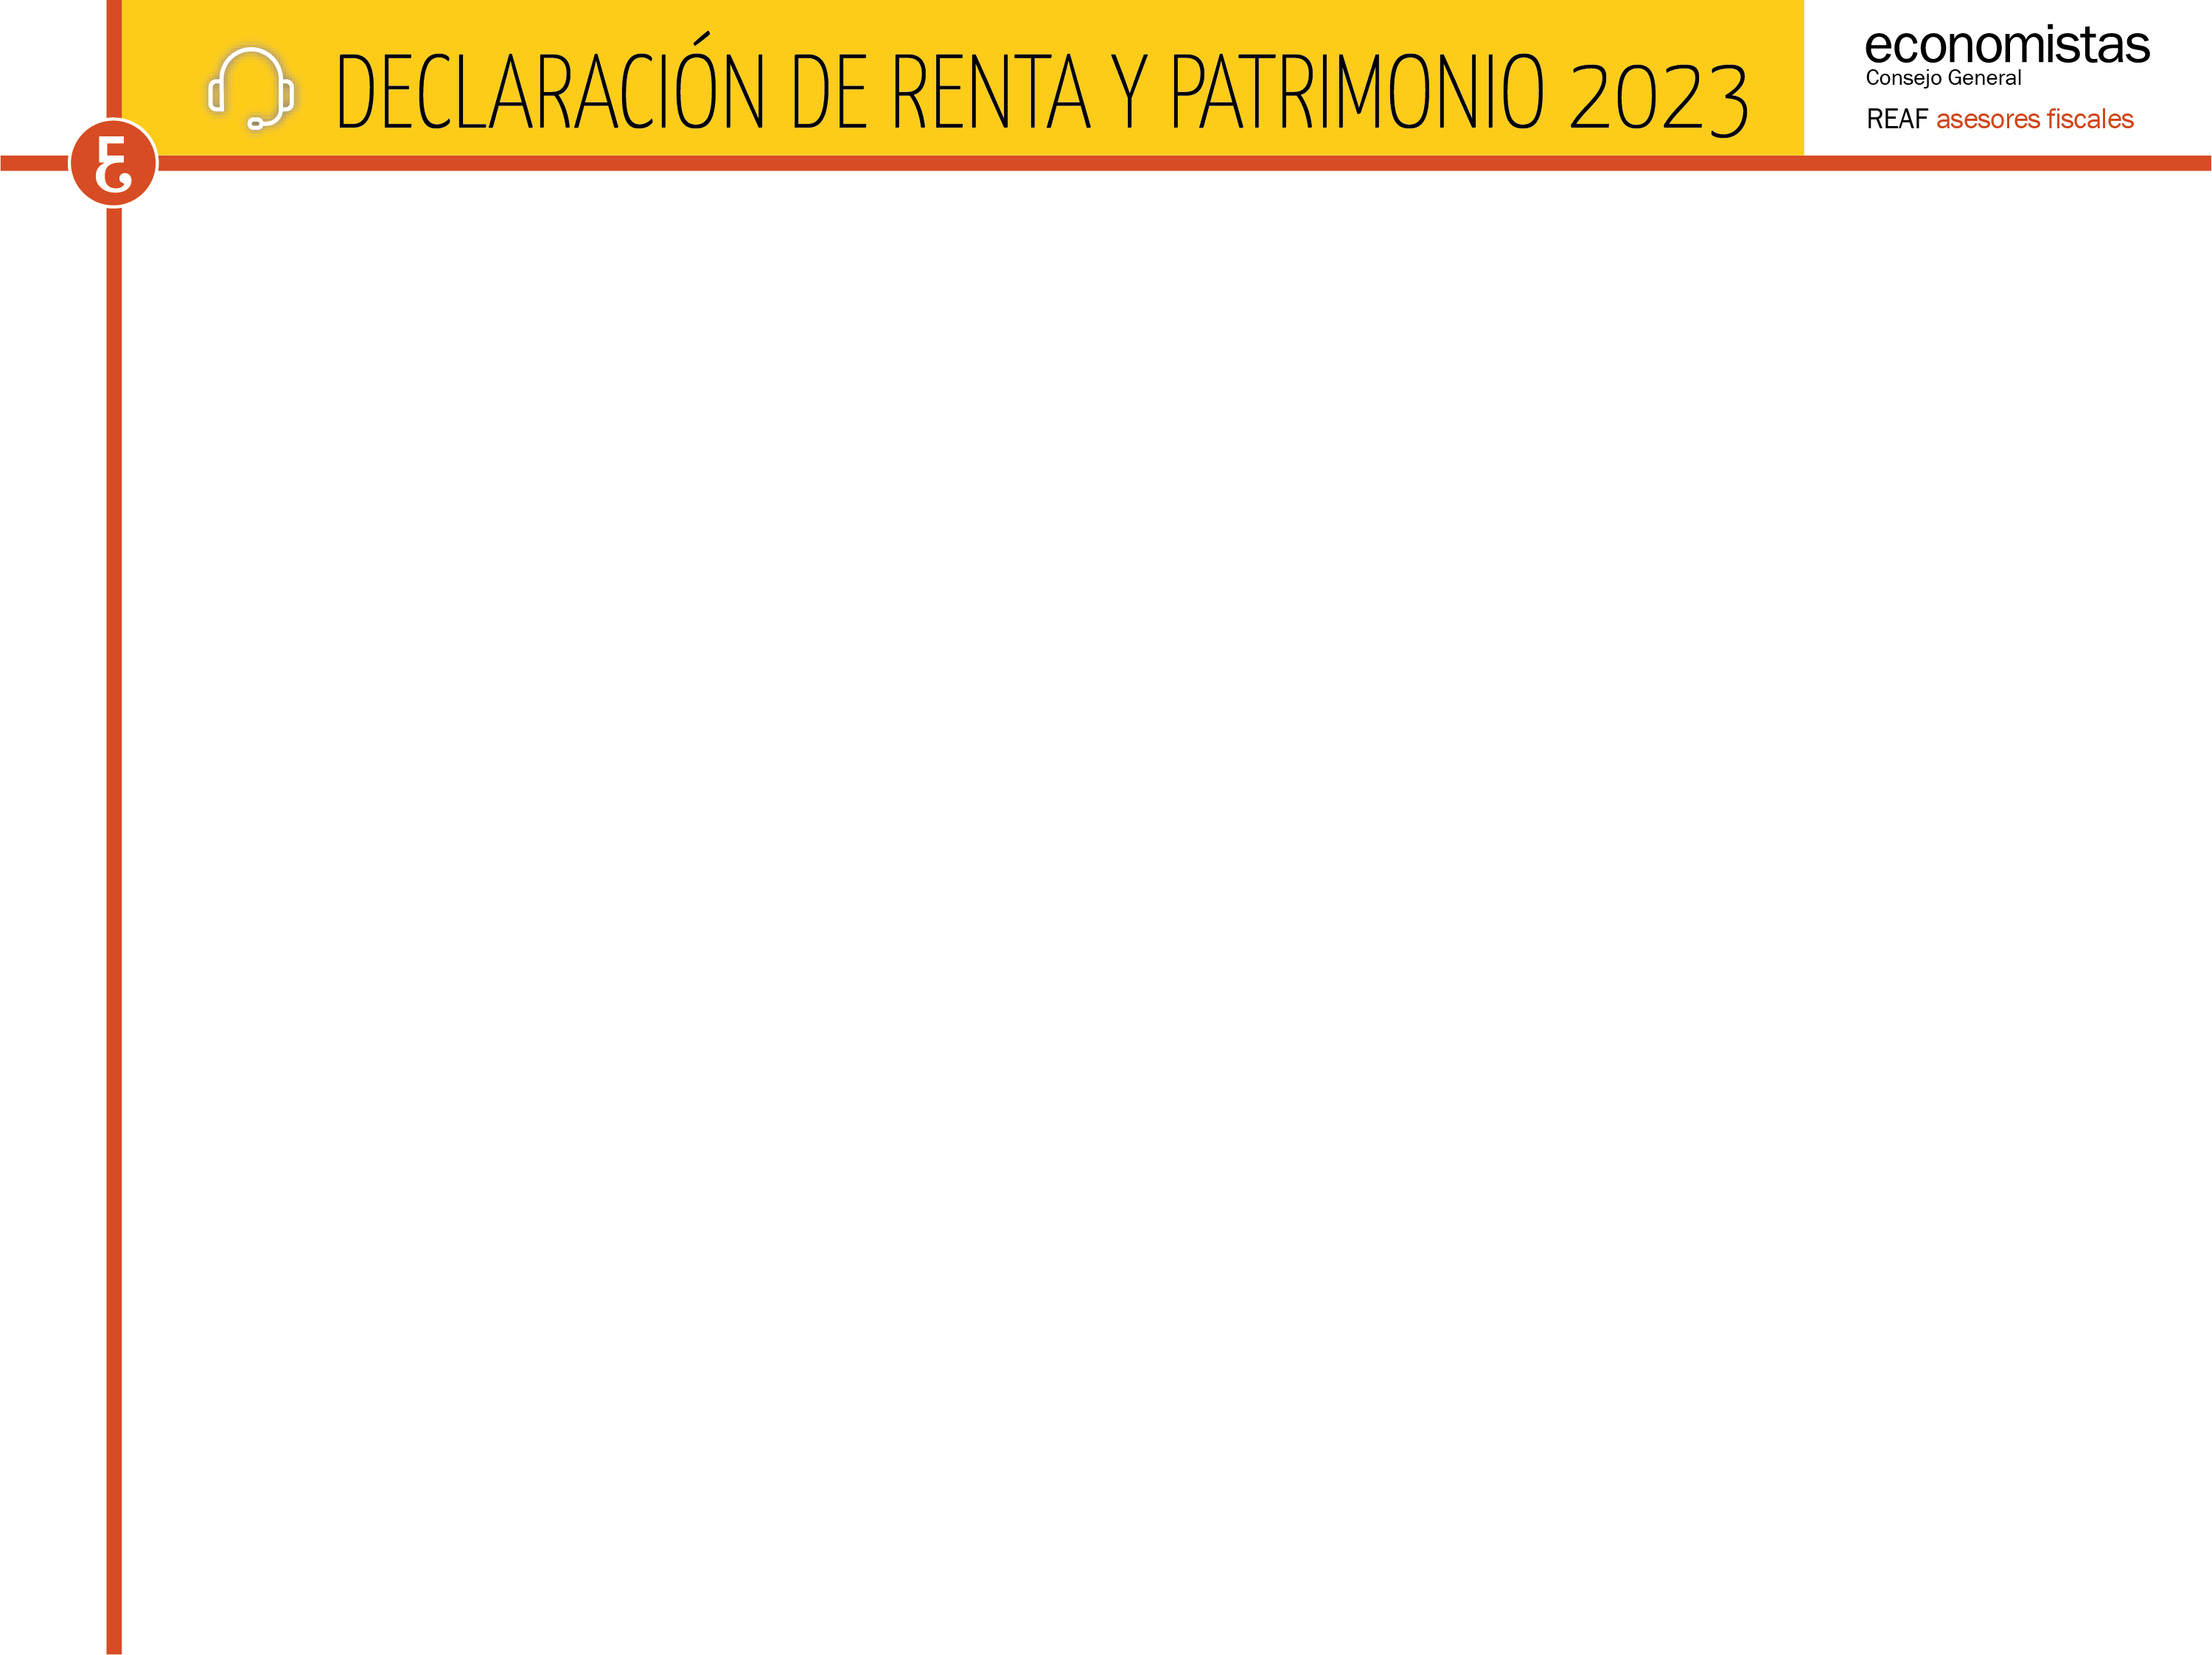 DECLARACIÓN DE RENTA Y PATRIMONIO 2023
economistas
Consejo General
REAF asesores fiscales